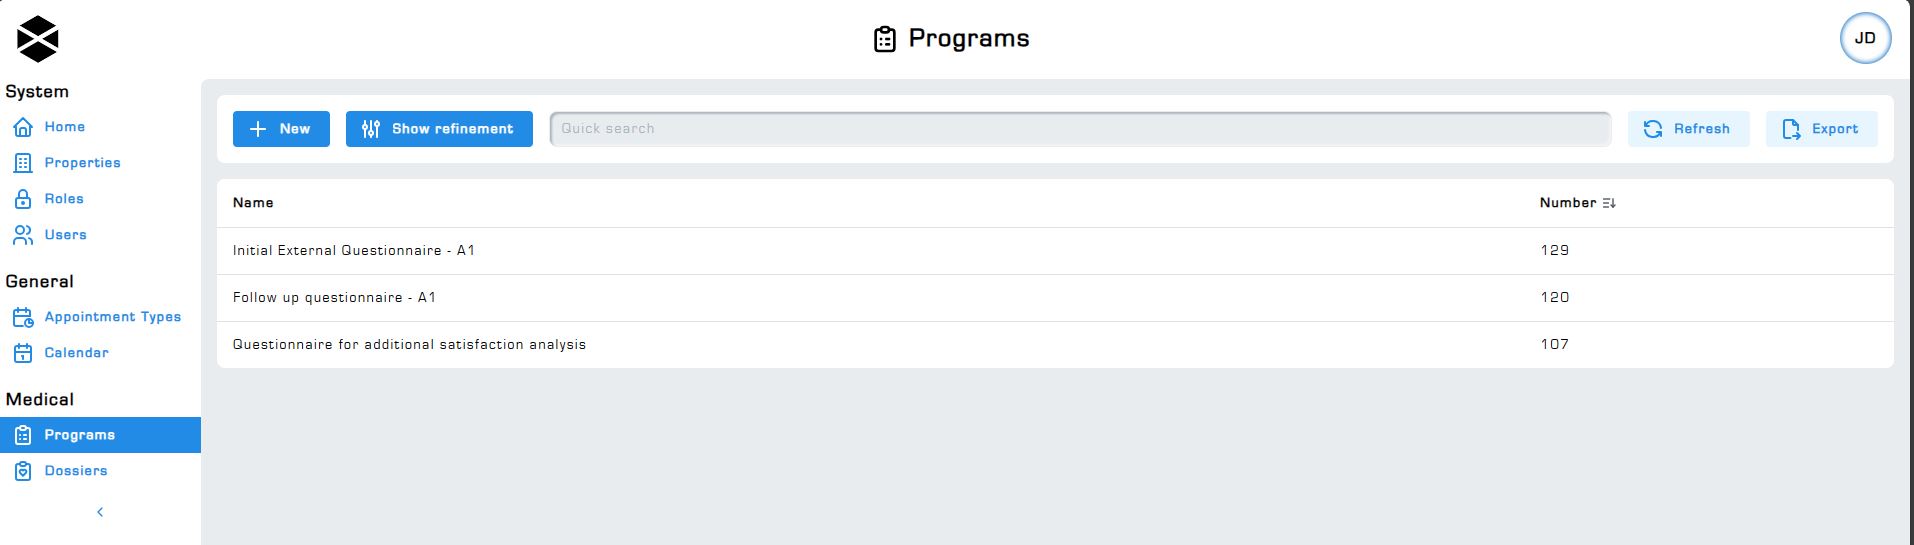 Programs
JD
System
Home
Properties
Roles
Users
General
Appointment Types
Calendar
1
Medical
Programs
Dossiers
New
Show refinement
Quick search
Refresh
Export
Name Number
Initial External Questionnaire - A1 129
Follow up questionnaire - A1 120
Questionnaire for additional satisfaction analysis 107